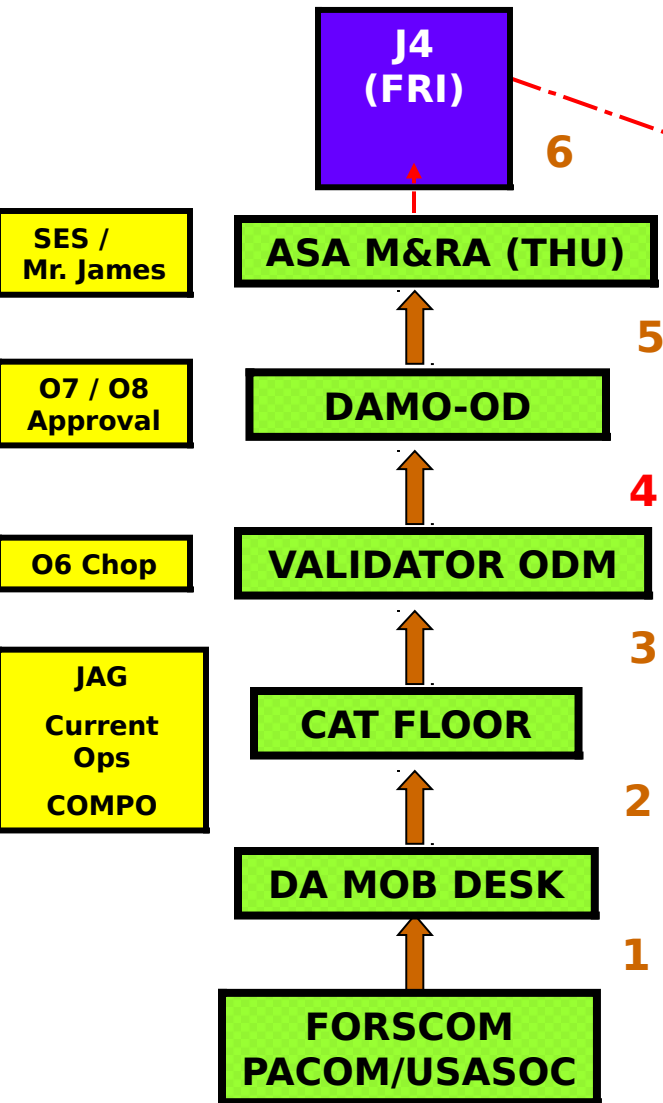 J4
(FRI)
6
SES /
Mr. James
ASA M&RA (THU)
5
O7 / O8
Approval
DAMO-OD
4
O6 Chop
VALIDATOR ODM
3
JAG
Current
Ops
COMPO
CAT FLOOR
2
DA MOB DESK
1
FORSCOM
PACOM/USASOC